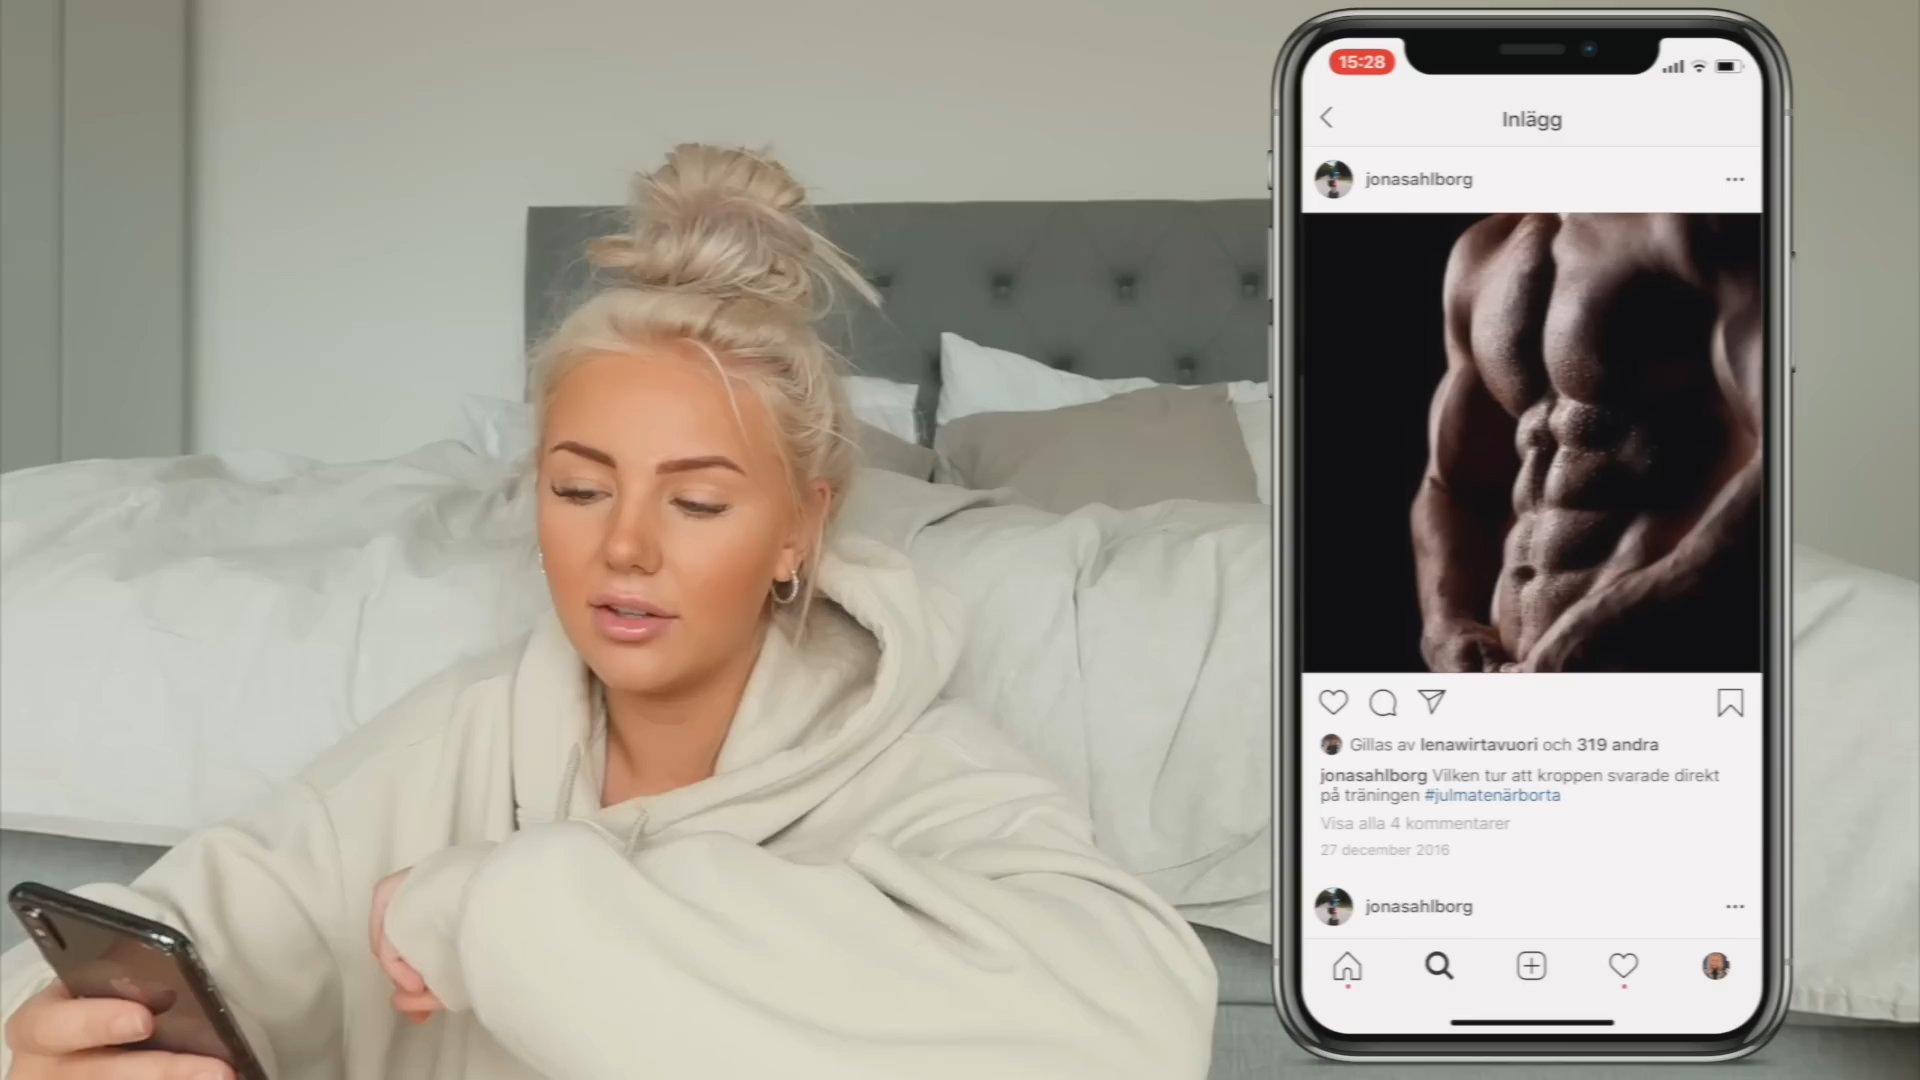 15:28
Inlägg
jonasahlborg
Gillas av lenawirtavuori och 319 andra
jonasahlborg Vilken tur att kroppen svarade direkt
på träningen #julmatenärborta
Visa alla 4 kommentarer
27 december 2016
jonasahlborg